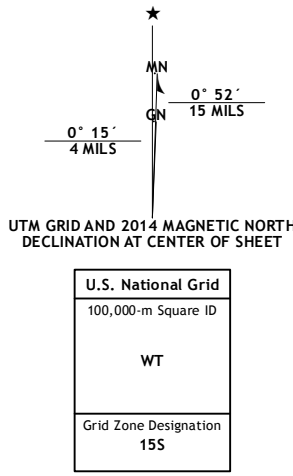 ★
MN
0° 52´
15 MILS
GN
0° 15´
4 MILS
UTM GRID AND 2014 MAGNETIC NORTH
DECLINATION AT CENTER OF SHEET
U.S. National Grid
100,000-m Square ID
WT
Grid Zone Designation
15S